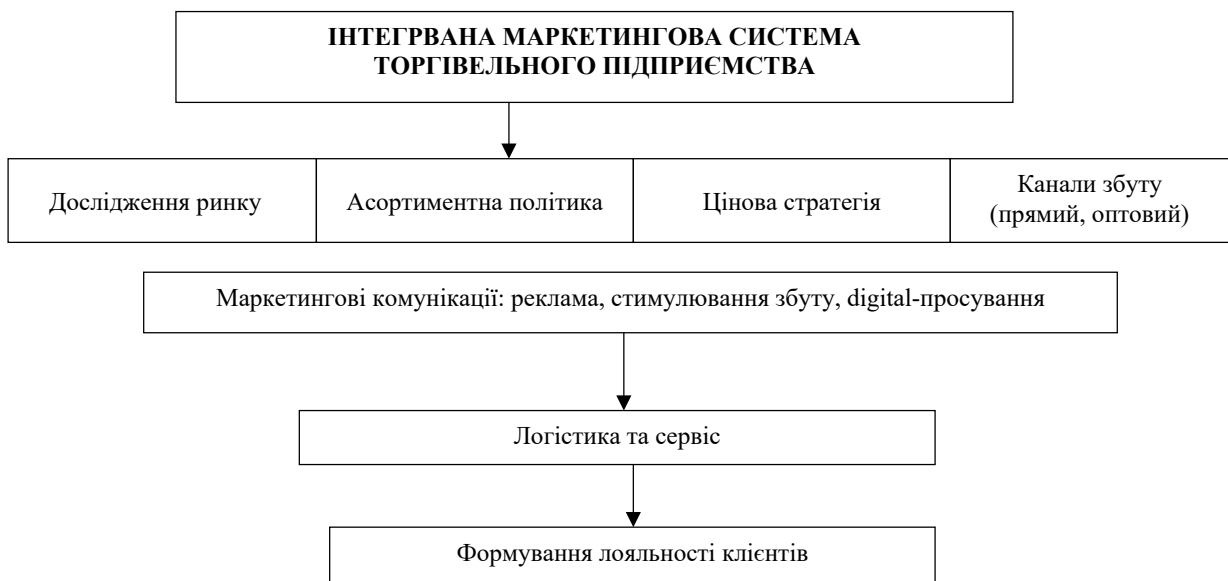 ІНТЕГРВАНА МАРКЕТИНГОВА СИСТЕМА
ТОРГІВЕЛЬНОГО ПІДПРИЄМСТВА
Дослідження ринку
Асортиментна політика
Цінова стратегія
Канали збуту
(прямий, оптовий)
Маркетингові комунікації: реклама, стимулювання збуту, digital-просування
Логістика та сервіс
Формування лояльності клієнтів